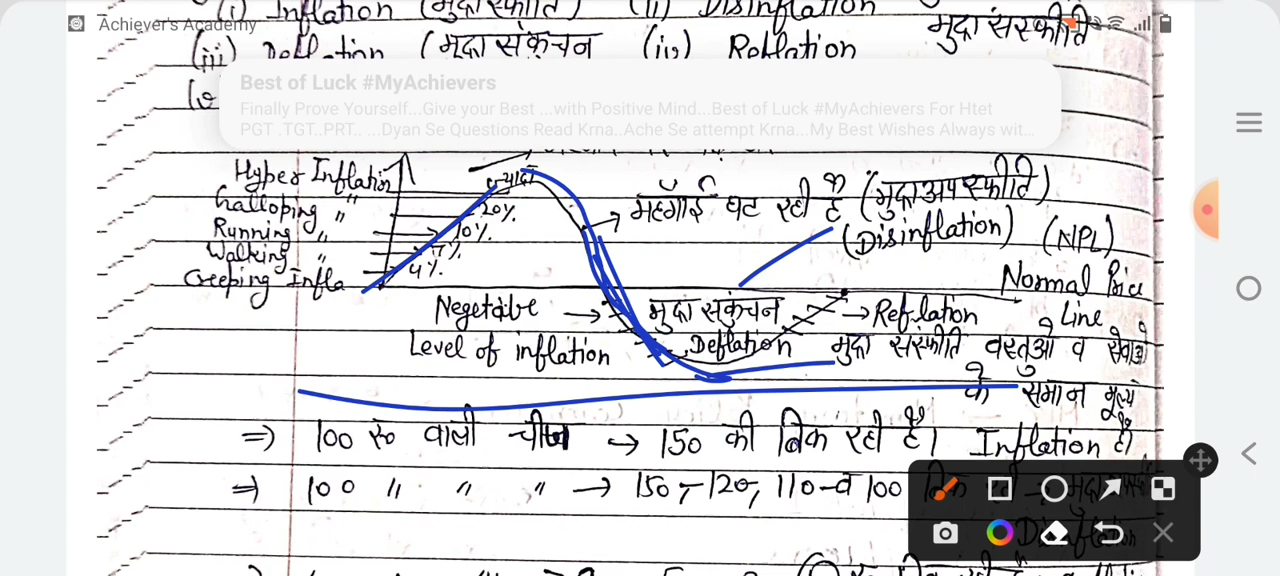 Achiever's Academy
(i) Inflation (मुद्रा स्फीति) (ii) Disinflation
मुद्रा संस्फीति
(iii) Deflation (मुद्रा संकुचन (iv) Reflation
Best of Luck #MyAchievers
Finally Prove Yourself...Give your Best ...with Positive Mind...Best of Luck #MyAchievers For Htet
PGT .TGT..PRT.. ...Dyan Se Questions Read Krna..Ache Se attempt Krna...My Best Wishes Always wit...
Hyper Inflation
ज्यादा
Galloping "
20%
Running "
10%
Walking "
7%
Creeping Infla
4%
→ महँगाई घट रही है (मुद्रा अपस्फीति)
(Disinflation) (NPL)
Normal Price
Line
Negetabe → मुद्रा संकुचन → Reflation
Level of inflation Deflation मुद्रा संस्फीति वस्तुओ व सेवाओ
के समान मूल्य
⇒ 100 रु० वाली चीज → 150 की बिक रही है। Inflation है।
⇒ 100 " " " → 150, 120, 110 व 100